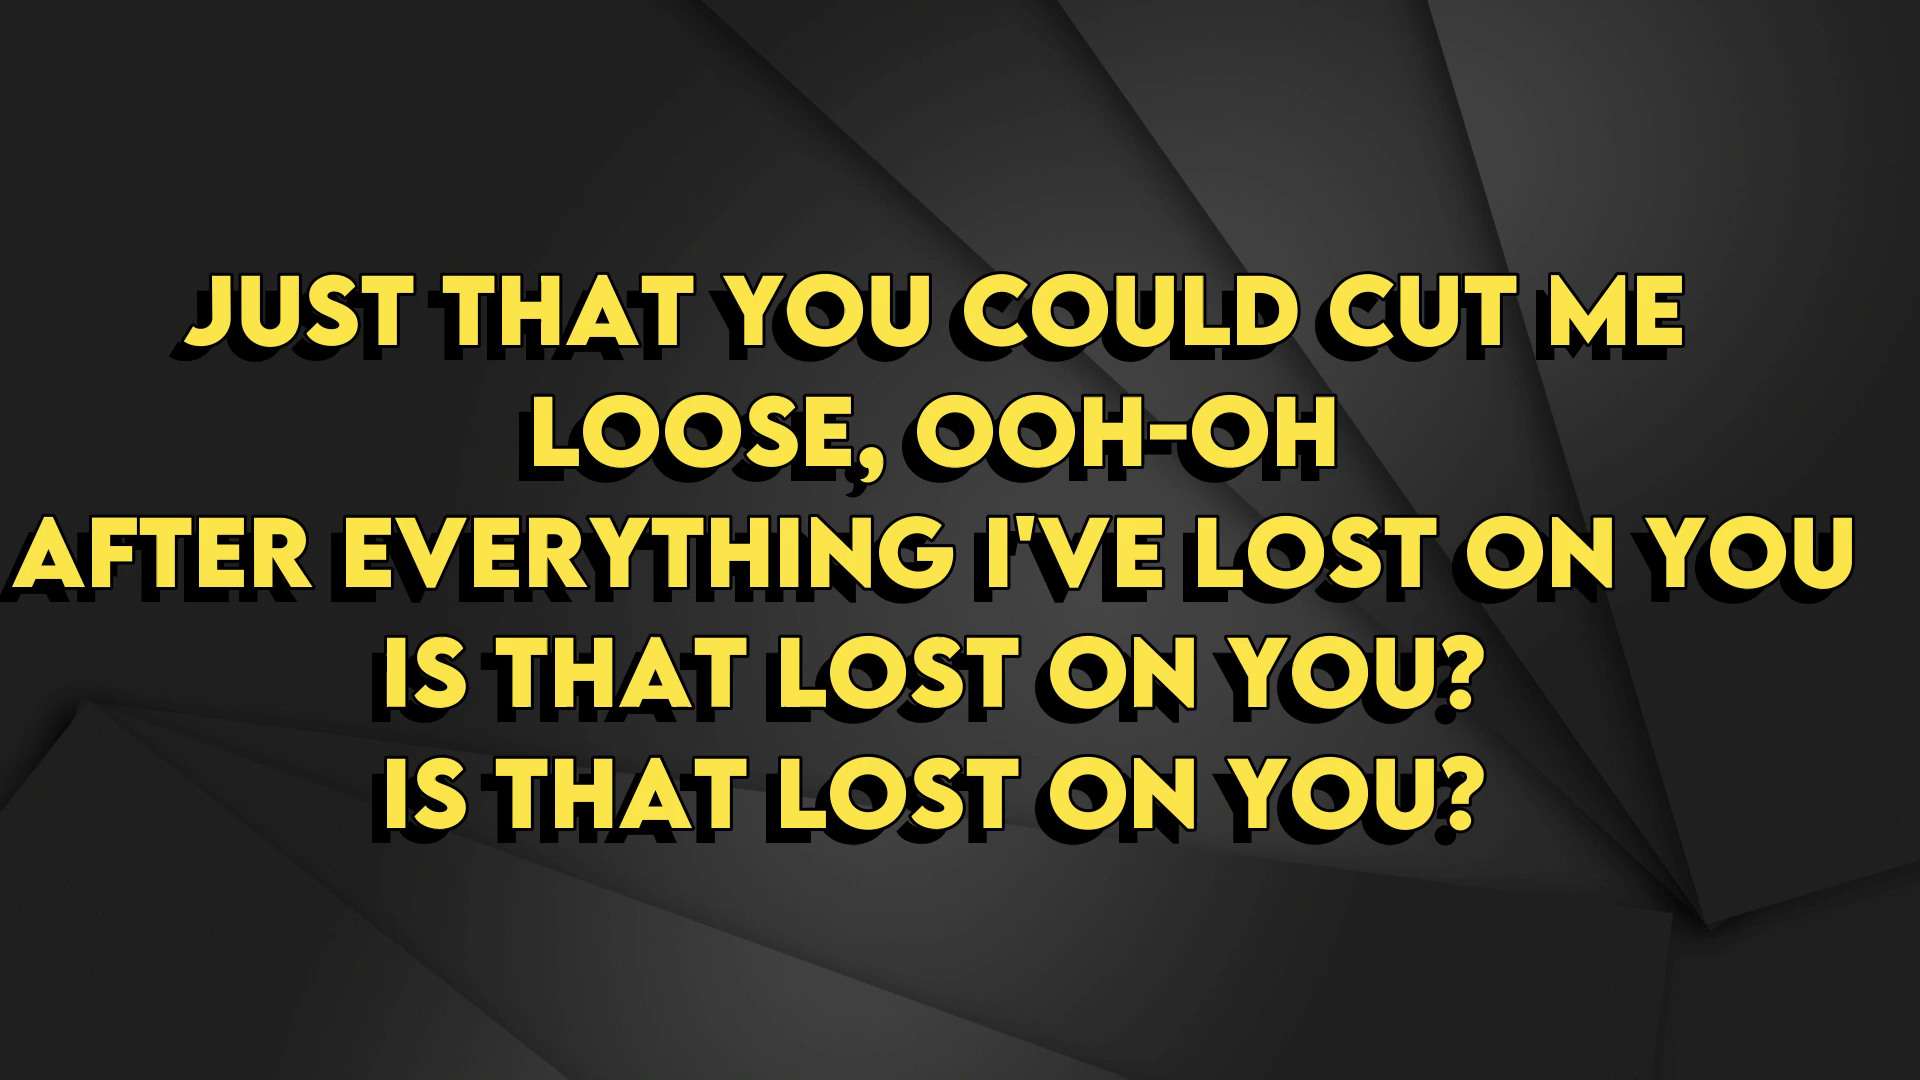 JUST THAT YOU COULD CUT ME
LOOSE, OOH-OH
AFTER EVERYTHING I'VE LOST ON YOU
IS THAT LOST ON YOU?
IS THAT LOST ON YOU?